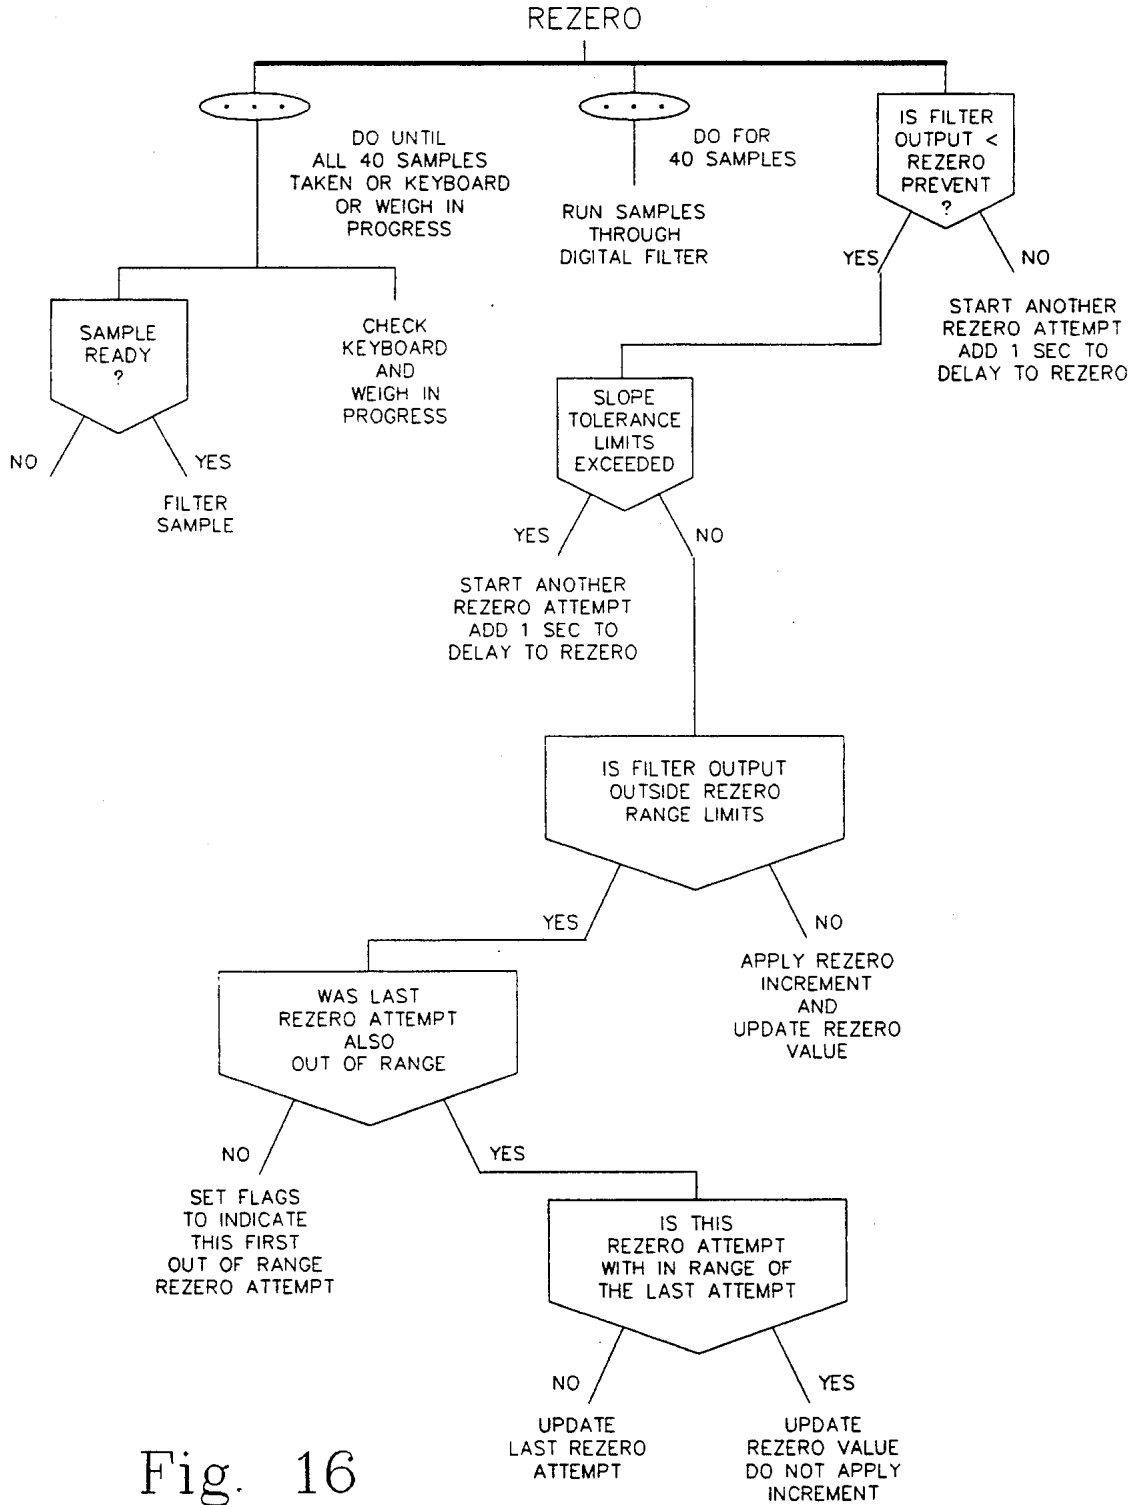 REZERO
DO UNTIL
ALL 40 SAMPLES
TAKEN OR KEYBOARD
OR WEIGH IN
PROGRESS
DO FOR
40 SAMPLES
RUN SAMPLES
THROUGH
DIGITAL FILTER
IS FILTER
OUTPUT <
REZERO
PREVENT
?
YES
NO
START ANOTHER
REZERO ATTEMPT
ADD 1 SEC TO
DELAY TO REZERO
SAMPLE
READY
?
NO
YES
FILTER
SAMPLE
CHECK
KEYBOARD
AND
WEIGH IN
PROGRESS
SLOPE
TOLERANCE
LIMITS
EXCEEDED
YES
NO
START ANOTHER
REZERO ATTEMPT
ADD 1 SEC TO
DELAY TO REZERO
IS FILTER OUTPUT
OUTSIDE REZERO
RANGE LIMITS
YES
NO
APPLY REZERO
INCREMENT
AND
UPDATE REZERO
VALUE
WAS LAST
REZERO ATTEMPT
ALSO
OUT OF RANGE
NO
YES
SET FLAGS
TO INDICATE
THIS FIRST
OUT OF RANGE
REZERO ATTEMPT
IS THIS
REZERO ATTEMPT
WITH IN RANGE OF
THE LAST ATTEMPT
NO
YES
UPDATE
LAST REZERO
ATTEMPT
UPDATE
REZERO VALUE
DO NOT APPLY
INCREMENT
Fig. 16